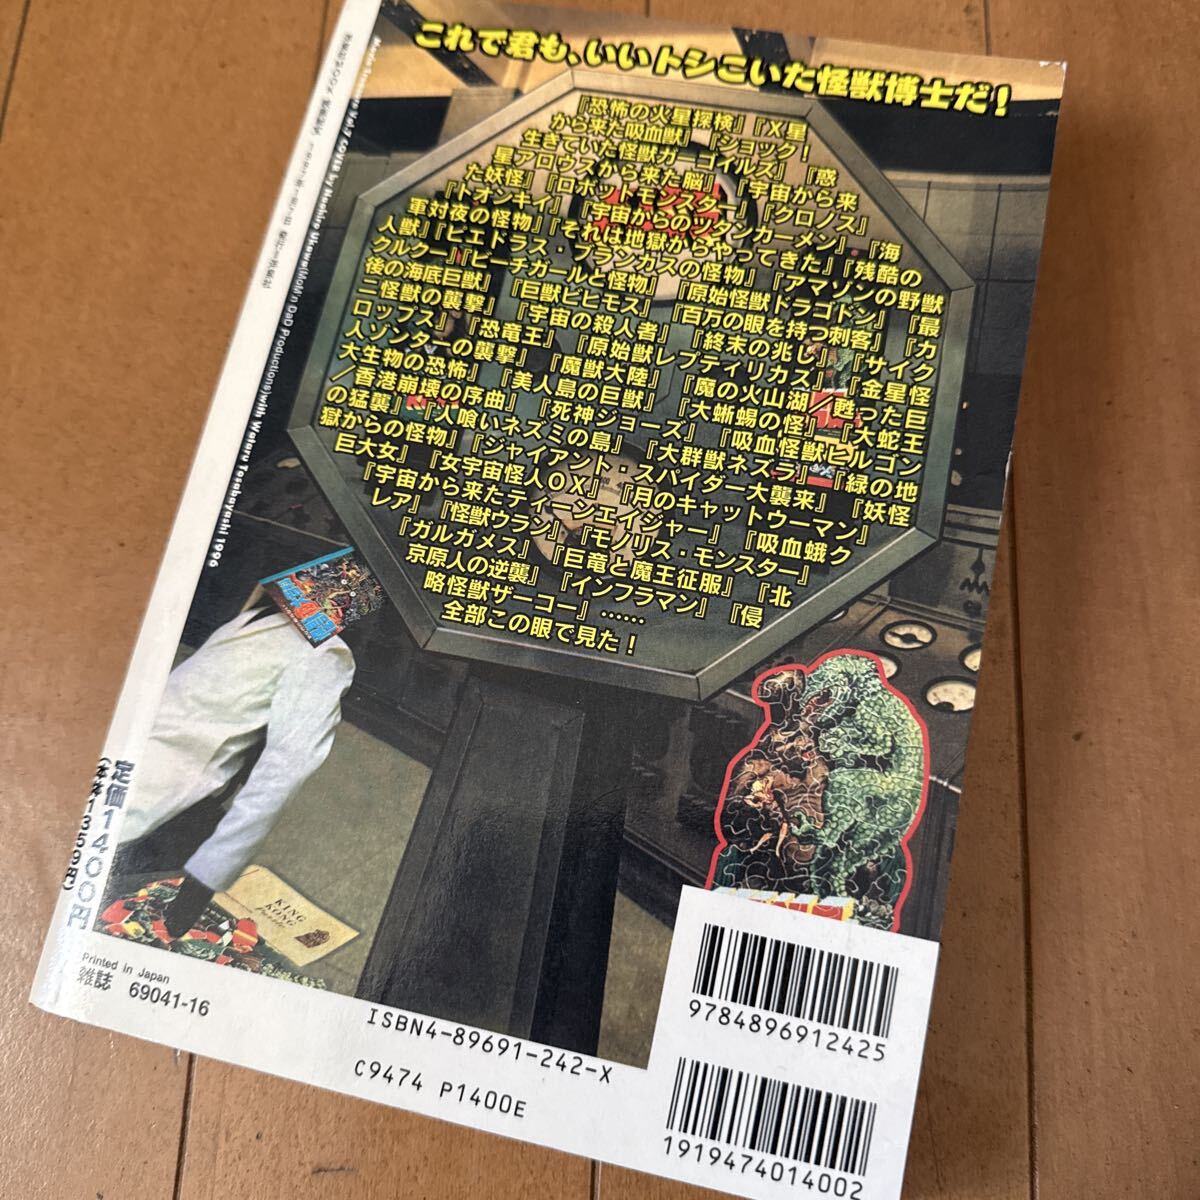 これで君も、いいトシこいた怪獣博士だ!
『恐怖の火星探検』『X星
から来た吸血獣』『ショック!
生きていた怪獣ガーゴイルズ』『惑
星アロウスから来た脳』『宇宙から来
た妖怪』『ロボットモンスター』『クロノス』
『トオンキイ』『宇宙からのツタンカーメン』『海
軍対夜の怪物』『それは地獄からやってきた』『残酷の
人獣』『ピエドラス・ブランカスの怪物』『アマゾンの野獣
クルクー』『ビーチガールと怪物』『原始怪獣ドラゴドン』『最
後の海底巨獣』『巨獣ビヒモス』『百万の眼を持つ刺客』『カ
ニ怪獣の襲撃』『宇宙の殺人者』『終末の兆し』『サイク
ロップス』『恐竜王』『原始獣レプティリカス』『金星怪
人ゾンターの襲撃』『魔獣大陸』『魔の火山湖/甦った巨
大生物の恐怖』『美人島の巨獣』『大蜥蜴の怪』『大蛇王
/香港崩壊の序曲』『死神ジョーズ』『吸血怪獣ヒルゴン
の猛襲』『人喰いネズミの島』『大群獣ネズラ』『緑の地
獄からの怪物』『ジャイアント・スパイダー大襲来』『妖怪
巨大女』『女宇宙怪人OX』『月のキャットウーマン』
『宇宙から来たティーンエイジャー』『吸血蛾ク
レア』『怪獣ウラン』『モノリス・モンスター』
『ガルガメス』『巨竜と魔王征服』『北
京原人の逆襲』『インフラマン』『侵
略怪獣ザーコー』……
全部この眼で見た!
COVER by Noohiro Ukawa(MoM'n DaD Productions)with Wataru Tosabayashi 1996
定価1400円
(本体1359円)
KING
KONG
Printed in Japan
雑誌 69041-16
ISBN4-89691-242-X
C9474 P1400E
9784896912425
1919474014002